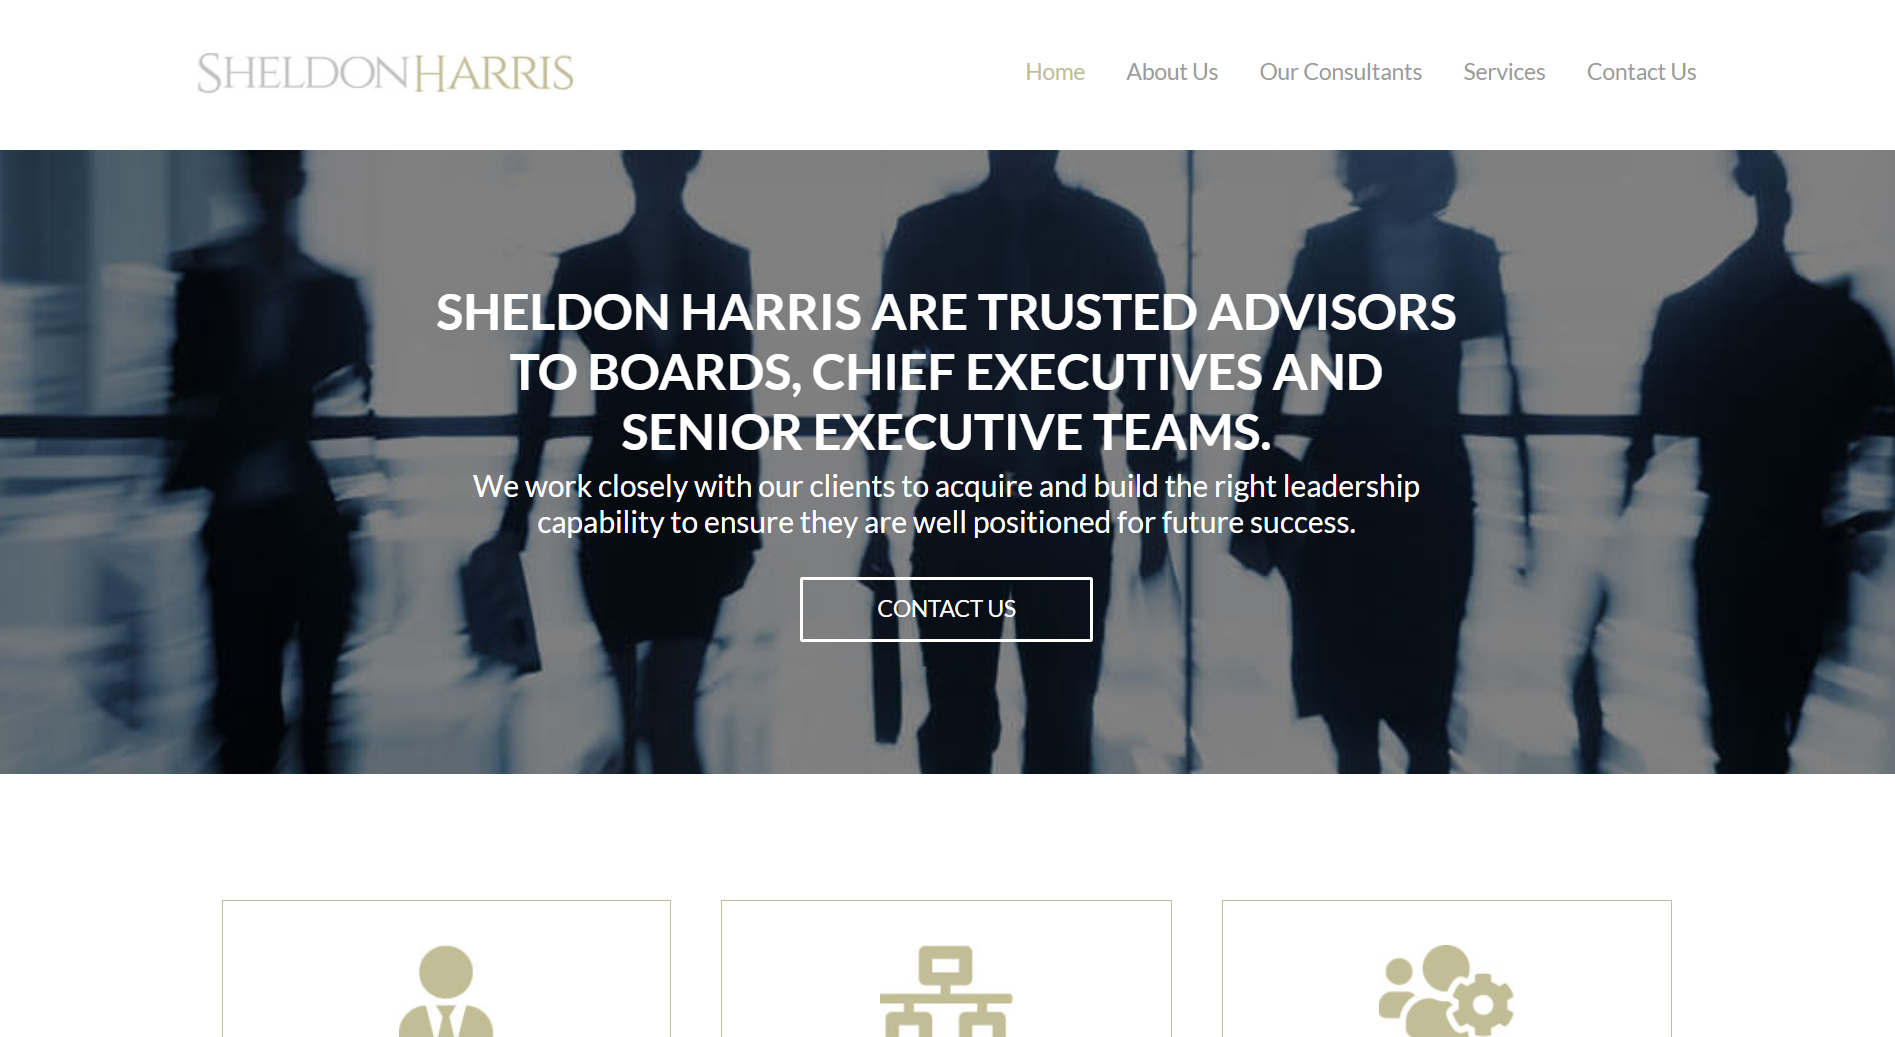 SHELDONHARRIS
Home About Us Our Consultants Services Contact Us
SHELDON HARRIS ARE TRUSTED ADVISORS
TO BOARDS, CHIEF EXECUTIVES AND
SENIOR EXECUTIVE TEAMS.
We work closely with our clients to acquire and build the right leadership
capability to ensure they are well positioned for future success.
CONTACT US